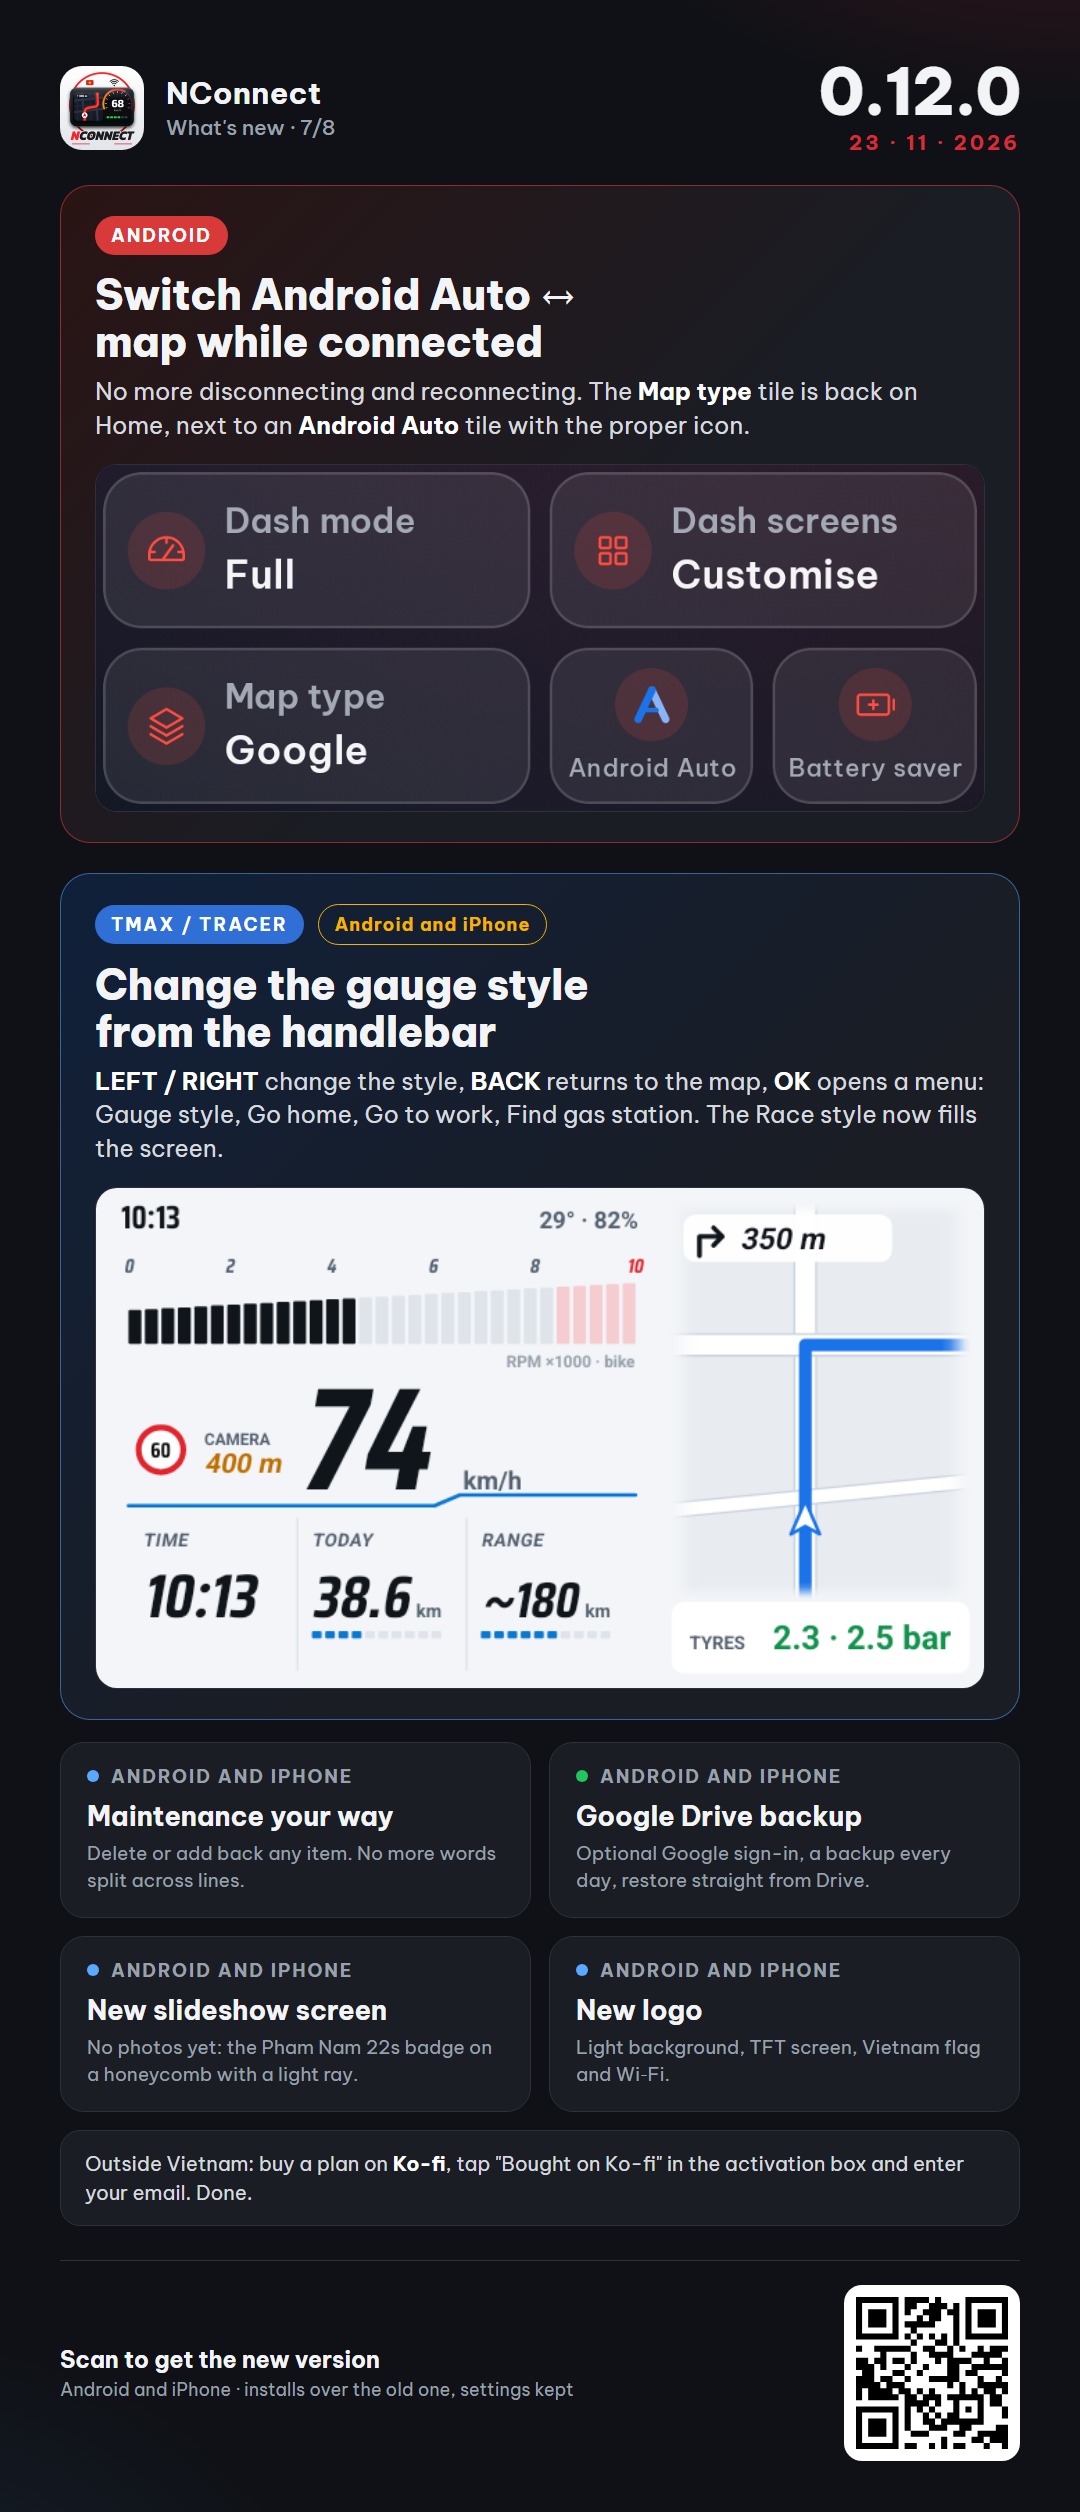 NConnect
What's new · 7/8
0.12.0
23 · 11 · 2026
68
NCONNECT
ANDROID
Switch Android Auto ↔
map while connected
No more disconnecting and reconnecting. The Map type tile is back on
Home, next to an Android Auto tile with the proper icon.
Dash mode
Full
Dash screens
Customise
Map type
Google
Android Auto
Battery saver
TMAX / TRACER
Android and iPhone
Change the gauge style
from the handlebar
LEFT / RIGHT change the style, BACK returns to the map, OK opens a menu:
Gauge style, Go home, Go to work, Find gas station. The Race style now fills
the screen.
10:13
29° · 82%
0 2 4 6 8 10
RPM ×1000 · bike
60
CAMERA
400 m
74 km/h
TIME
10:13
TODAY
38.6 km
RANGE
~180 km
350 m
TYRES 2.3 · 2.5 bar
ANDROID AND IPHONE
Maintenance your way
Delete or add back any item. No more words
split across lines.
ANDROID AND IPHONE
Google Drive backup
Optional Google sign-in, a backup every
day, restore straight from Drive.
ANDROID AND IPHONE
New slideshow screen
No photos yet: the Pham Nam 22s badge on
a honeycomb with a light ray.
ANDROID AND IPHONE
New logo
Light background, TFT screen, Vietnam flag
and Wi-Fi.
Outside Vietnam: buy a plan on Ko-fi, tap "Bought on Ko-fi" in the activation box and enter
your email. Done.
Scan to get the new version
Android and iPhone · installs over the old one, settings kept